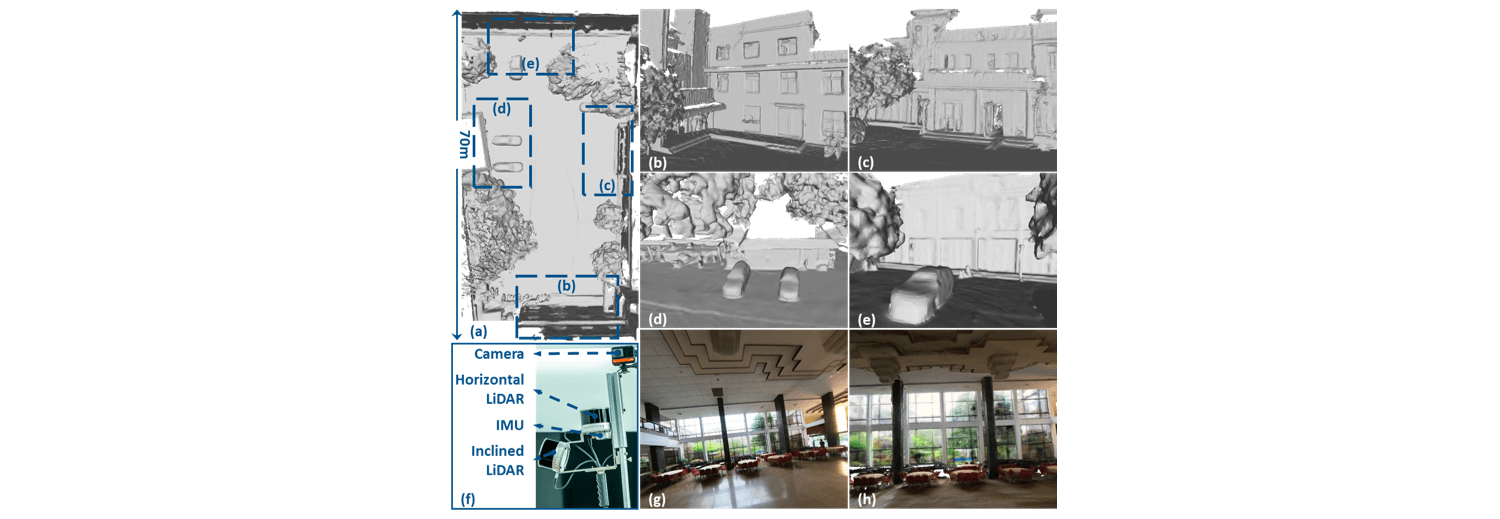 (e)
(d)
70m
(c)
(b)
(a)
(b)
(c)
(d)
(e)
Camera
Horizontal
LiDAR
IMU
Inclined
LiDAR
(f)
(g)
(h)